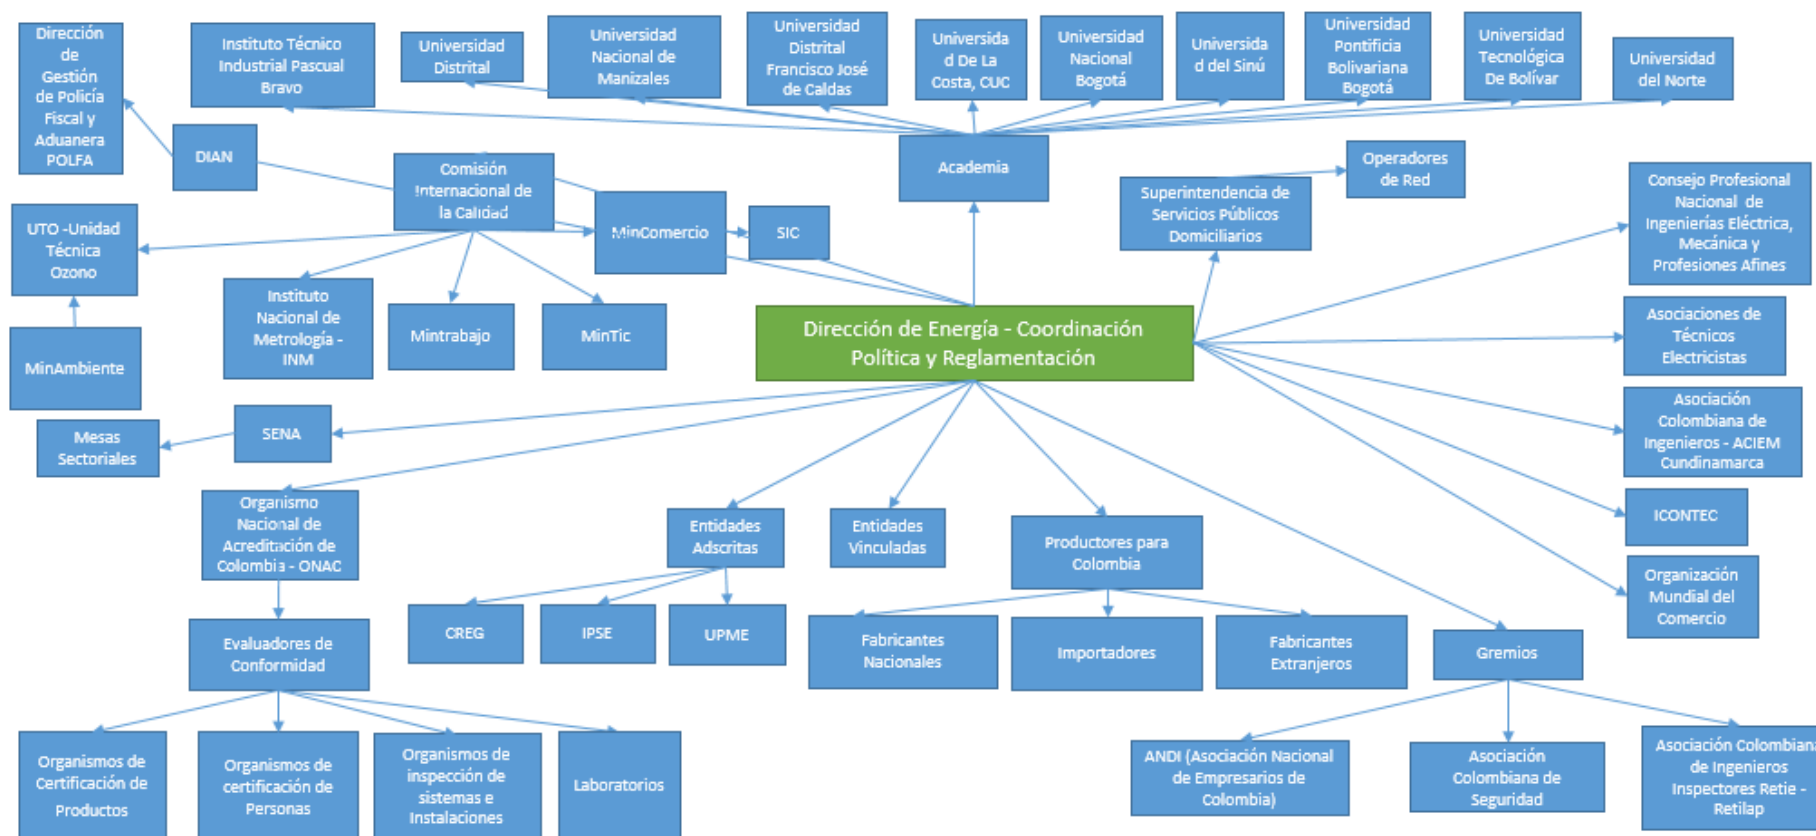 Dirección
de
Gestión
de Policía
Fiscal y
Aduanera
POLFA
Instituto Técnico
Industrial Pascual
Bravo
Universidad
Distrital
Universidad
Nacional de
Manizales
Universidad
Distrital
Francisco José
de Caldas
Universida
d De La
Costa, CUC
Universidad
Nacional
Bogotá
Universida
d del Sinú
Universidad
Pontificia
Bolivariana
Bogotá
Universidad
Tecnológica
De Bolívar
Universidad
del Norte
DIAN
Comisión
Internacional de
la Calidad
Academia
Operadores
de Red
Superintendencia de
Servicios Públicos
Domiciliarios
Consejo Profesional
Nacional de
Ingenierías Eléctrica,
Mecánica y
Profesiones Afines
UTO -Unidad
Técnica
Ozono
MinComercio
SIC
Instituto
Nacional de
Metrología -
INM
Mintrabajo
MinTic
Dirección de Energía - Coordinación
Política y Reglamentación
Asociaciones de
Técnicos
Electricistas
MinAmbiente
Mesas
Sectoriales
SENA
Asociación
Colombiana de
Ingenieros - ACIEM
Cundinamarca
Organismo
Nacional de
Acreditación de
Colombia - ONAC
Entidades
Adscritas
Entidades
Vinculadas
Productores para
Colombia
ICONTEC
Organización
Mundial del
Comercio
Evaluadores de
Conformidad
CREG
IPSE
UPME
Fabricantes
Nacionales
Importadores
Fabricantes
Extranjeros
Gremios
Organismos de
Certificación de
Productos
Organismos de
certificación de
Personas
Organismos de
inspección de
sistemas e
Instalaciones
Laboratorios
ANDI (Asociación Nacional
de Empresarios de
Colombia)
Asociación
Colombiana de
Seguridad
Asociación Colombiana
de Ingenieros
Inspectores Retie -
Retilap